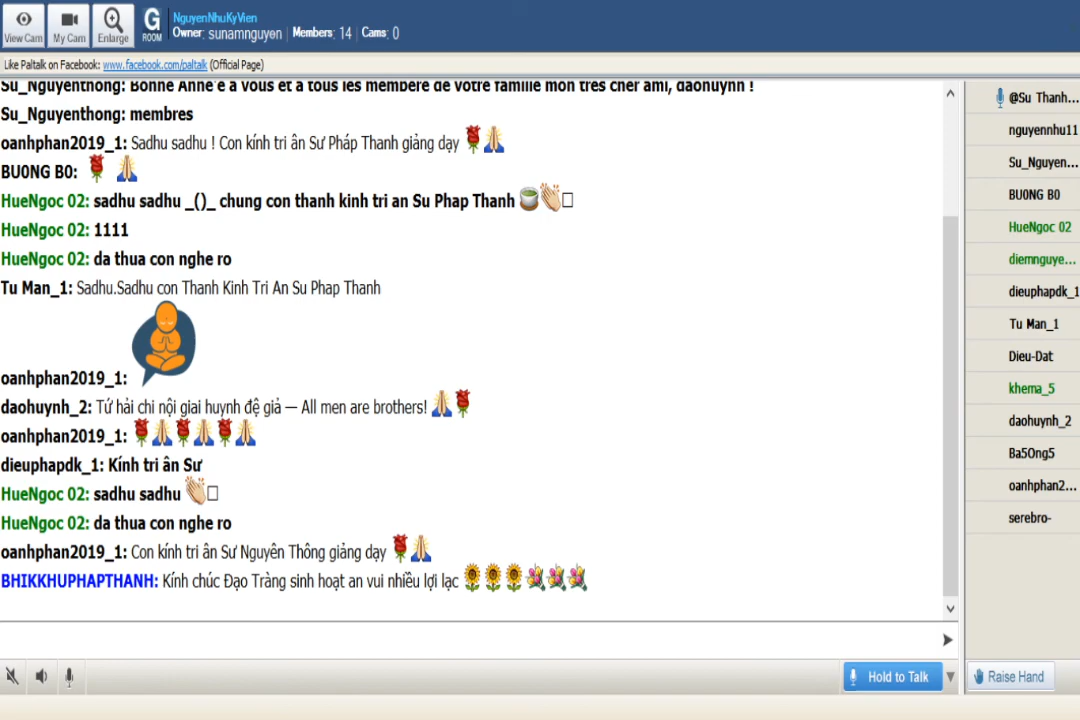 NguyenNhuKyVien
G
ROOM
Owner: sunamnguyen | Members: 14 | Cams: 0
View Cam
My Cam
Enlarge
Like Paltalk on Facebook: www.facebook.com/paltalk (Official Page)
Su_Nguyenthong: Bonne Anne'e a vous et a tous les membere de votre famille mon tres cher ami, daohuynh !
Su_Nguyenthong: membres
oanhphan2019_1: Sadhu sadhu ! Con kính tri ân Sư Pháp Thanh giảng dạy 🌹🙏
BU0NG B0: 🌹 🙏
HueNgoc 02: sadhu sadhu _()_ chung con thanh kinh tri an Su Phap Thanh 🍵👏□
HueNgoc 02: 1111
HueNgoc 02: da thua con nghe ro
Tu Man_1: Sadhu.Sadhu con Thanh Kinh Tri An Su Phap Thanh
oanhphan2019_1:
daohuynh_2: Tứ hải chi nội giai huynh đệ giả — All men are brothers! 🙏🌹
oanhphan2019_1: 🌹🙏🌹🙏🌹🙏
dieuphapdk_1: Kính tri ân Sư
HueNgoc 02: sadhu sadhu 👏□
HueNgoc 02: da thua con nghe ro
oanhphan2019_1: Con kính tri ân Sư Nguyên Thông giảng dạy 🌹🙏
BHIKKHUPHAPTHANH: Kính chúc Đạo Tràng sinh hoạt an vui nhiều lợi lạc 🌻🌻🌻💐💐💐
@Su Thanh...
nguyennhu11
Su_Nguyen...
BU0NG B0
HueNgoc 02
diemnguye...
dieuphapdk_1
Tu Man_1
Dieu-Dat
khema_5
daohuynh_2
Ba5Ong5
oanhphan2...
serebro-
Hold to Talk
Raise Hand